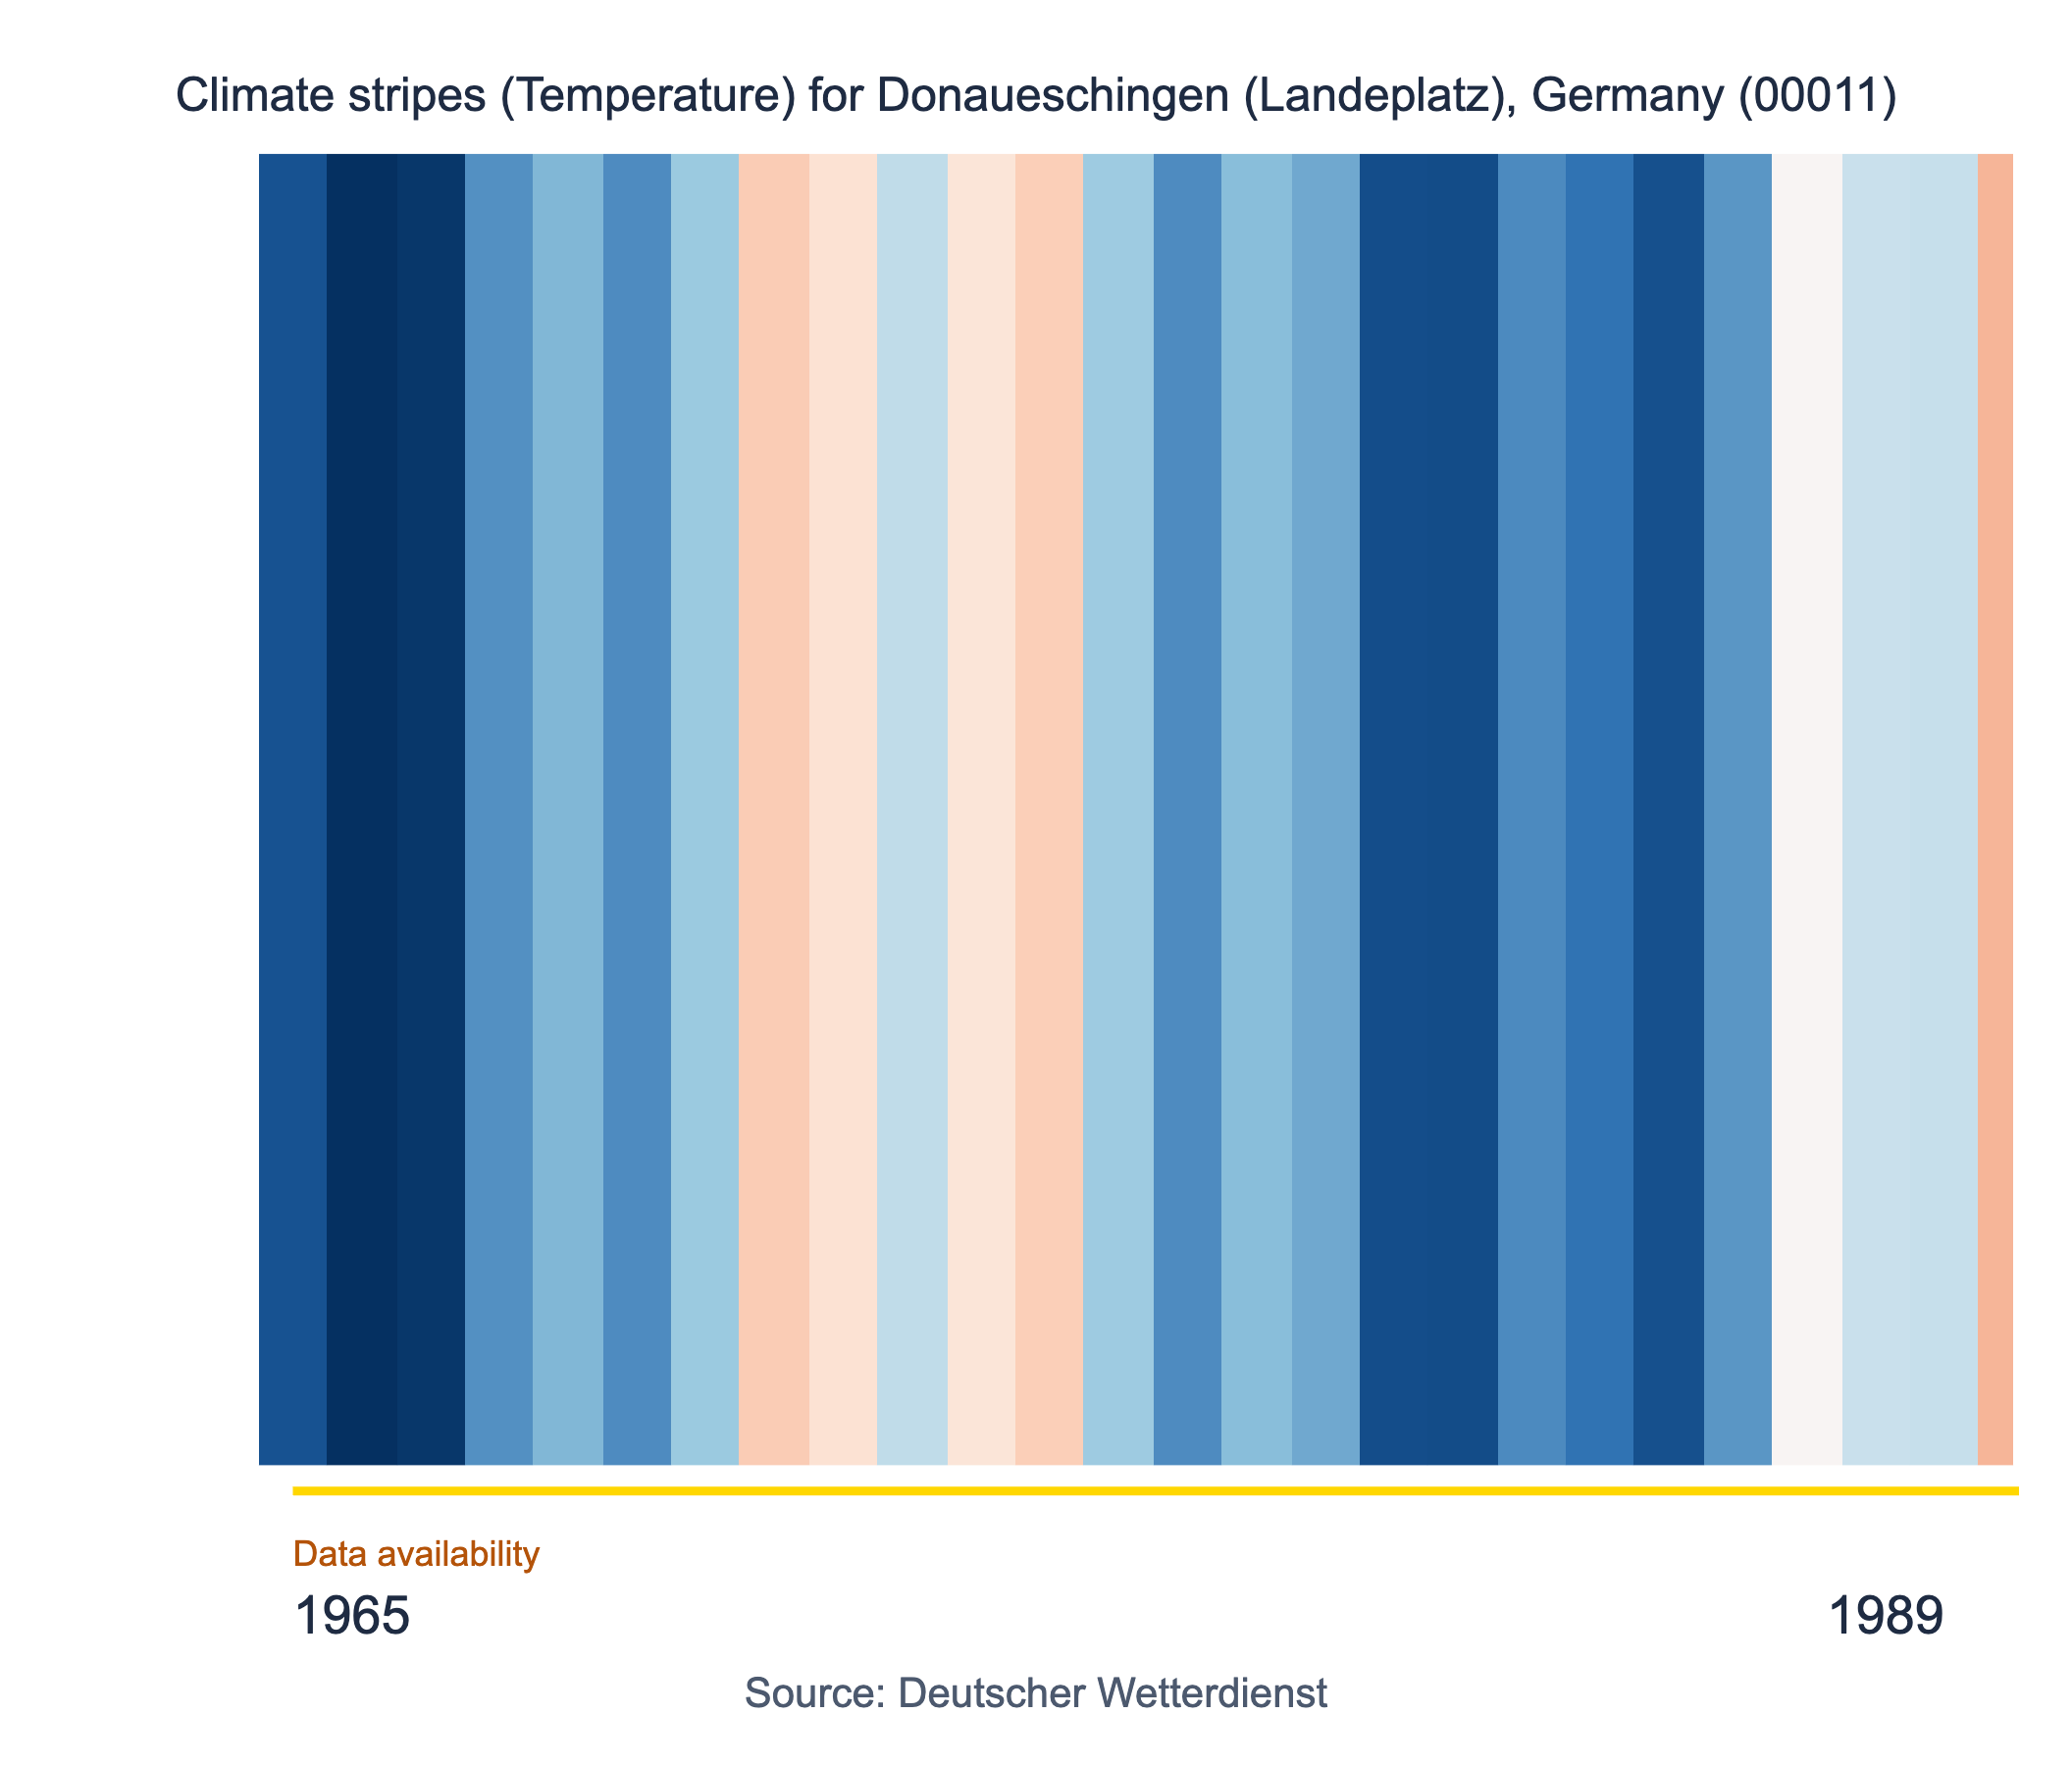 Climate stripes (Temperature) for Donaueschingen (Landeplatz), Germany (00011)
Data availability
1965 1989
Source: Deutscher Wetterdienst